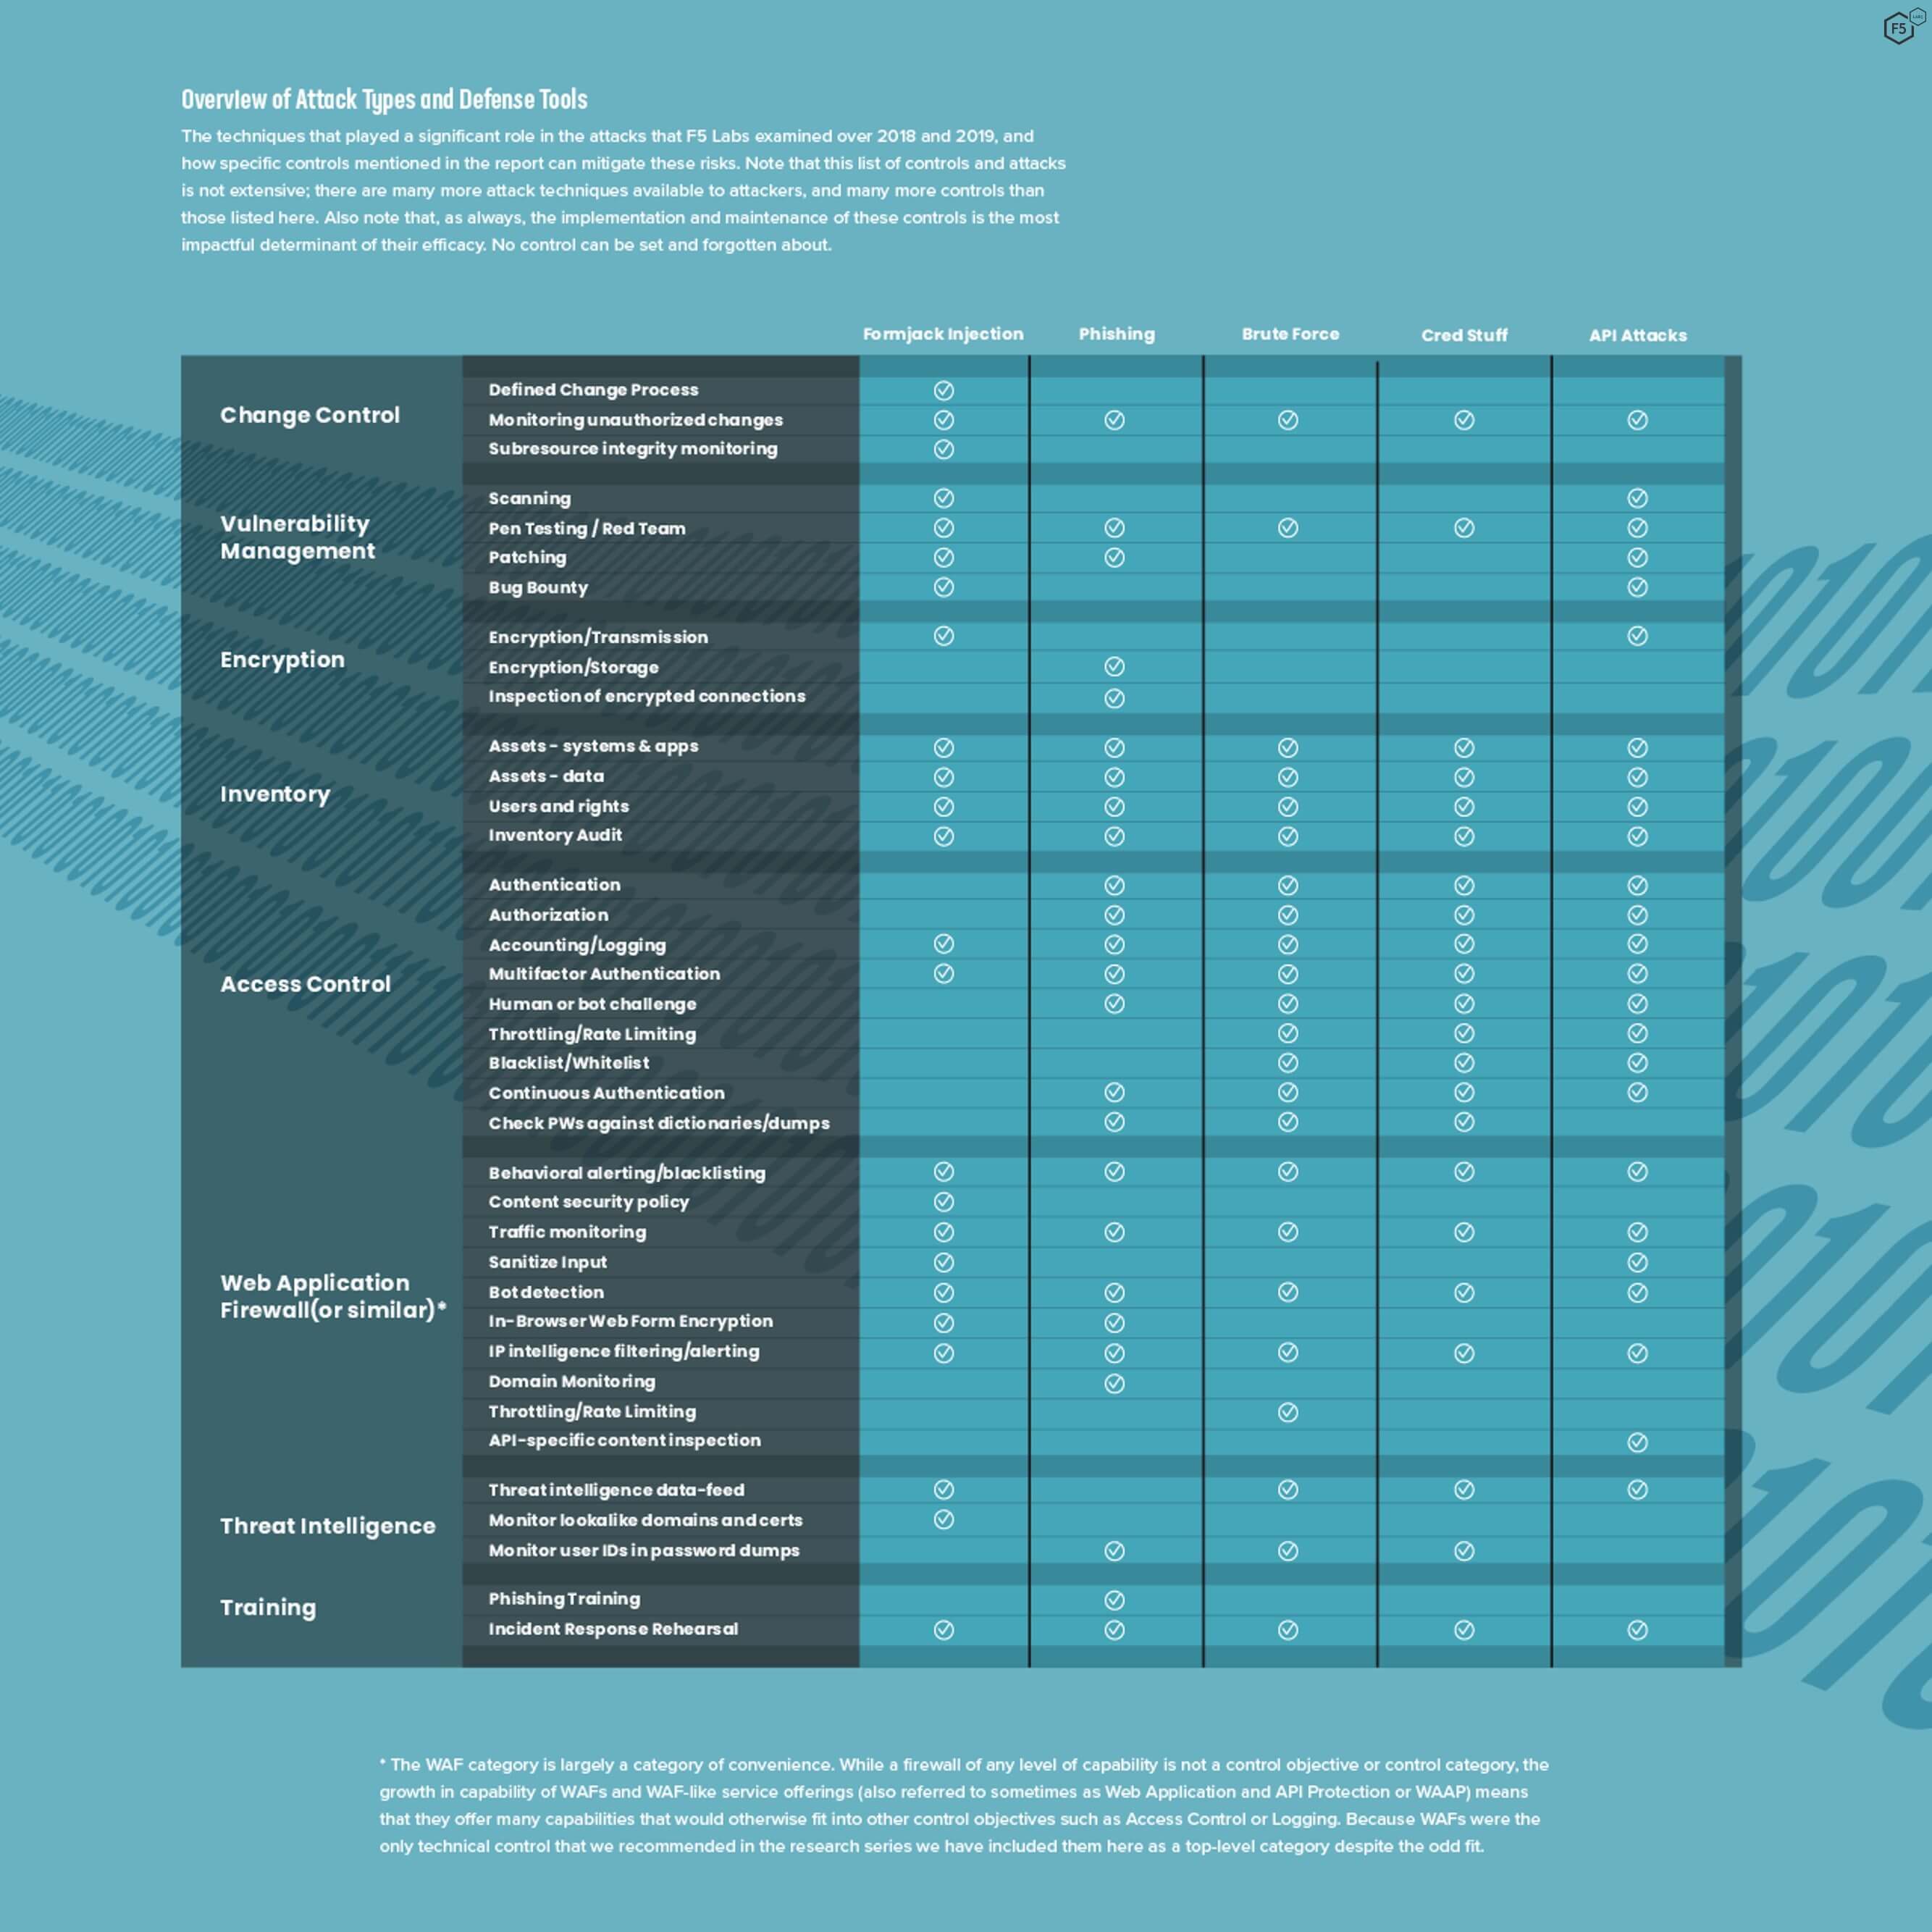 F5 LABS
Overview of Attack Types and Defense Tools
The techniques that played a significant role in the attacks that F5 Labs examined over 2018 and 2019, and
how specific controls mentioned in the report can mitigate these risks. Note that this list of controls and attacks
is not extensive; there are many more attack techniques available to attackers, and many more controls than
those listed here. Also note that, as always, the implementation and maintenance of these controls is the most
impactful determinant of their efficacy. No control can be set and forgotten about.
Formjack Injection Phishing Brute Force Cred Stuff API Attacks
Change Control
Defined Change Process
Monitoring unauthorized changes
Subresource integrity monitoring
Vulnerability
Management
Scanning
Pen Testing / Red Team
Patching
Bug Bounty
Encryption
Encryption/Transmission
Encryption/Storage
Inspection of encrypted connections
Inventory
Assets - systems & apps
Assets - data
Users and rights
Inventory Audit
Access Control
Authentication
Authorization
Accounting/Logging
Multifactor Authentication
Human or bot challenge
Throttling/Rate Limiting
Blacklist/Whitelist
Continuous Authentication
Check PWs against dictionaries/dumps
Web Application
Firewall(or similar)*
Behavioral alerting/blacklisting
Content security policy
Traffic monitoring
Sanitize Input
Bot detection
In-Browser Web Form Encryption
IP intelligence filtering/alerting
Domain Monitoring
Throttling/Rate Limiting
API-specific content inspection
Threat Intelligence
Threat intelligence data-feed
Monitor lookalike domains and certs
Monitor user IDs in password dumps
Training
Phishing Training
Incident Response Rehearsal
* The WAF category is largely a category of convenience. While a firewall of any level of capability is not a control objective or control category, the
growth in capability of WAFs and WAF-like service offerings (also referred to sometimes as Web Application and API Protection or WAAP) means
that they offer many capabilities that would otherwise fit into other control objectives such as Access Control or Logging. Because WAFs were the
only technical control that we recommended in the research series we have included them here as a top-level category despite the odd fit.